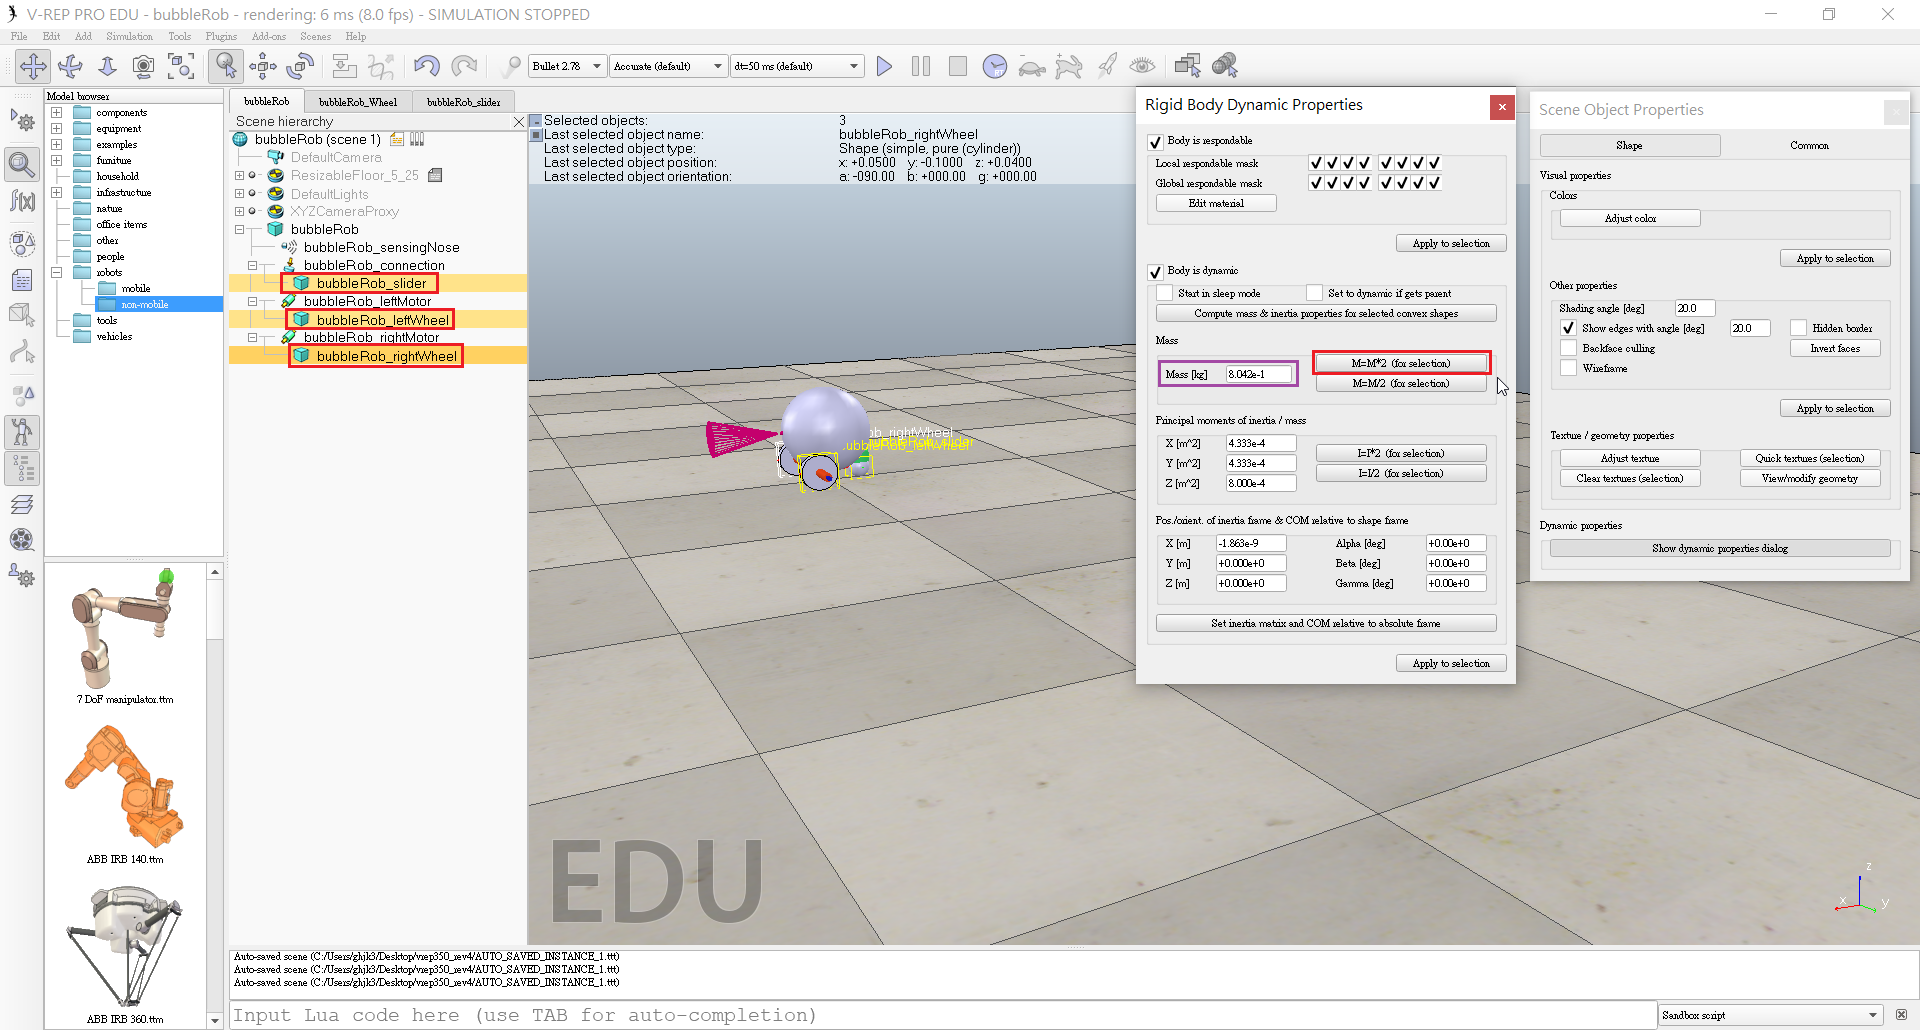 V-REP PRO EDU - bubbleRob - rendering: 6 ms (8.0 fps) - SIMULATION STOPPED
File Edit Add Simulation Tools Plugins Add-ons Scenes Help
Bullet 2.78 Accurate (default) dt=50 ms (default)
Model browser
components
equipment
examples
furniture
household
infrastructure
nature
office items
other
people
robots
mobile
non-mobile
tools
vehicles
7 DoF manipulator.ttm
ABB IRB 140.ttm
ABB IRB 360.ttm
bubbleRob bubbleRob_Wheel bubbleRob_slider
Scene hierarchy
bubbleRob (scene 1)
DefaultCamera
ResizableFloor_5_25
DefaultLights
XYZCameraProxy
bubbleRob
bubbleRob_sensingNose
bubbleRob_connection
bubbleRob_slider
bubbleRob_leftMotor
bubbleRob_leftWheel
bubbleRob_rightMotor
bubbleRob_rightWheel
Selected objects: 3
Last selected object name: bubbleRob_rightWheel
Last selected object type: Shape (simple, pure (cylinder))
Last selected object position: x: +0.0500 y: -0.1000 z: +0.0400
Last selected object orientation: a: -090.00 b: +000.00 g: +000.00
EDU
x y z
Rigid Body Dynamic Properties
Body is respondable
Local respondable mask
Global respondable mask
Edit material
Apply to selection
Body is dynamic
Start in sleep mode Set to dynamic if gets parent
Compute mass & inertia properties for selected convex shapes
Mass
Mass [kg] 8.042e-1 M=M*2 (for selection)
M=M/2 (for selection)
Principal moments of inertia / mass
X [m^2] 4.333e-4
Y [m^2] 4.333e-4 I=I*2 (for selection)
Z [m^2] 8.000e-4 I=I/2 (for selection)
Pos./orient. of inertia frame & COM relative to shape frame
X [m] -1.863e-9 Alpha [deg] +0.00e+0
Y [m] +0.000e+0 Beta [deg] +0.00e+0
Z [m] +0.000e+0 Gamma [deg] +0.00e+0
Set inertia matrix and COM relative to absolute frame
Apply to selection
Scene Object Properties
Shape Common
Visual properties
Colors
Adjust color
Apply to selection
Other properties
Shading angle [deg] 20.0
Show edges with angle [deg] 20.0 Hidden border
Backface culling Invert faces
Wireframe
Apply to selection
Texture / geometry properties
Adjust texture Quick textures (selection)
Clear textures (selection) View/modify geometry
Dynamic properties
Show dynamic properties dialog
Auto-saved scene (C:/Users/ghjk3/Desktop/vrep350_rev4/AUTO_SAVED_INSTANCE_1.ttt)
Auto-saved scene (C:/Users/ghjk3/Desktop/vrep350_rev4/AUTO_SAVED_INSTANCE_1.ttt)
Auto-saved scene (C:/Users/ghjk3/Desktop/vrep350_rev4/AUTO_SAVED_INSTANCE_1.ttt)
Input Lua code here (use TAB for auto-completion)
Sandbox script